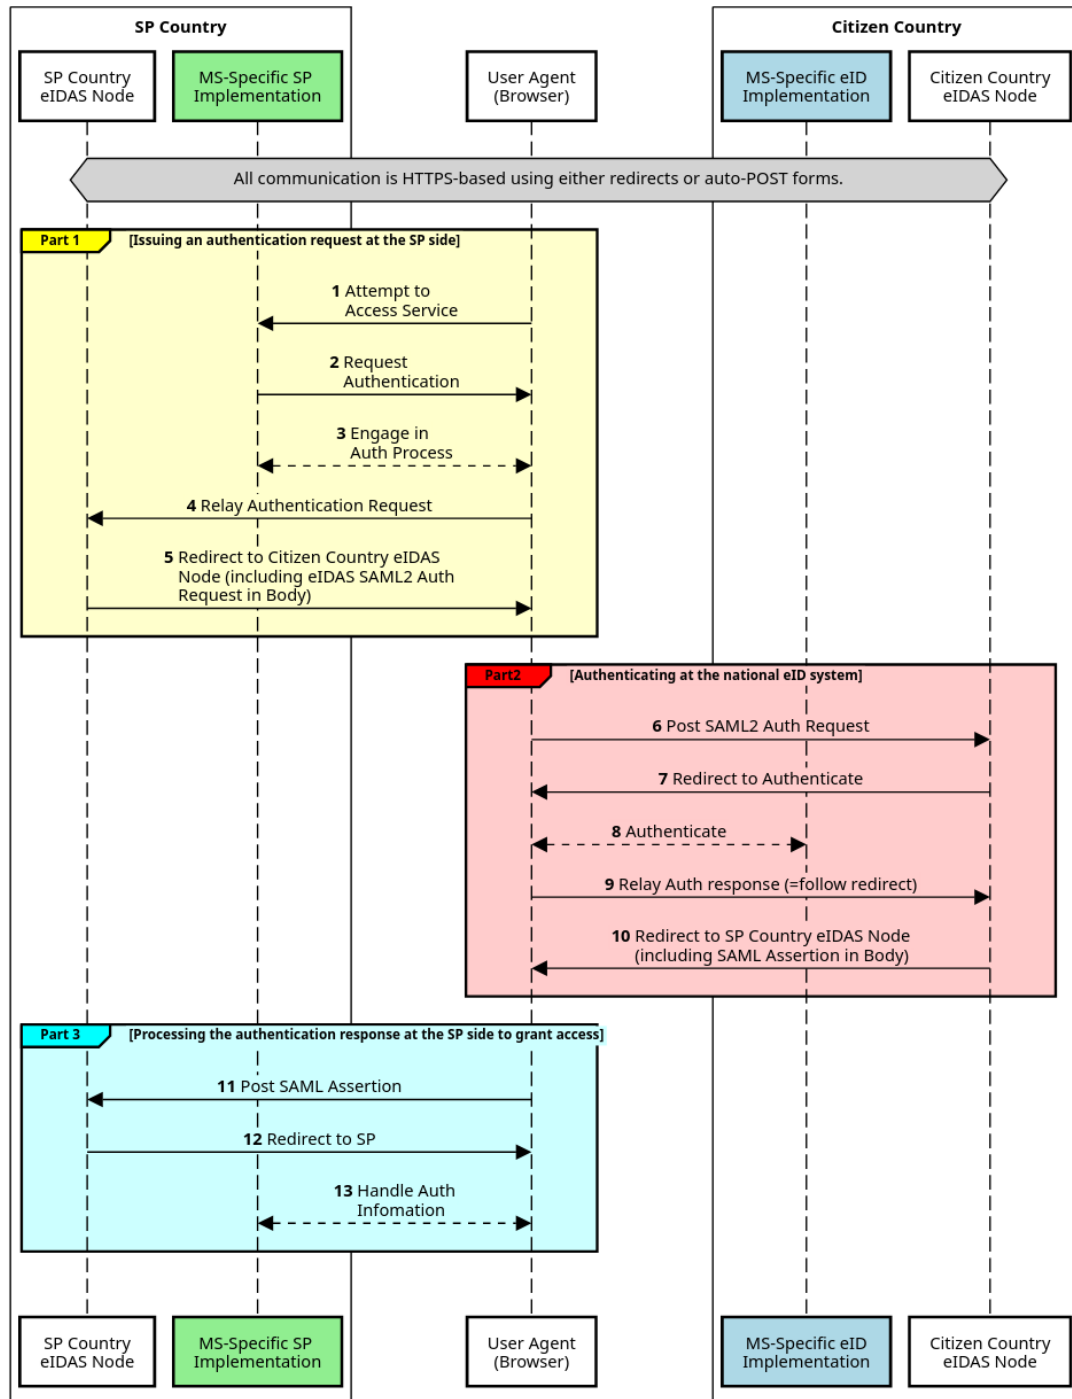 SP Country
Citizen Country
SP Country
eIDAS Node
MS-Specific SP
Implementation
User Agent
(Browser)
MS-Specific eID
Implementation
Citizen Country
eIDAS Node
All communication is HTTPS-based using either redirects or auto-POST forms.
Part 1 [Issuing an authentication request at the SP side]
1 Attempt to
Access Service
2 Request
Authentication
3 Engage in
Auth Process
4 Relay Authentication Request
5 Redirect to Citizen Country eIDAS
Node (including eIDAS SAML2 Auth
Request in Body)
Part2 [Authenticating at the national eID system]
6 Post SAML2 Auth Request
7 Redirect to Authenticate
8 Authenticate
9 Relay Auth response (=follow redirect)
10 Redirect to SP Country eIDAS Node
(including SAML Assertion in Body)
Part 3 [Processing the authentication response at the SP side to grant access]
11 Post SAML Assertion
12 Redirect to SP
13 Handle Auth
Infomation
SP Country
eIDAS Node
MS-Specific SP
Implementation
User Agent
(Browser)
MS-Specific eID
Implementation
Citizen Country
eIDAS Node